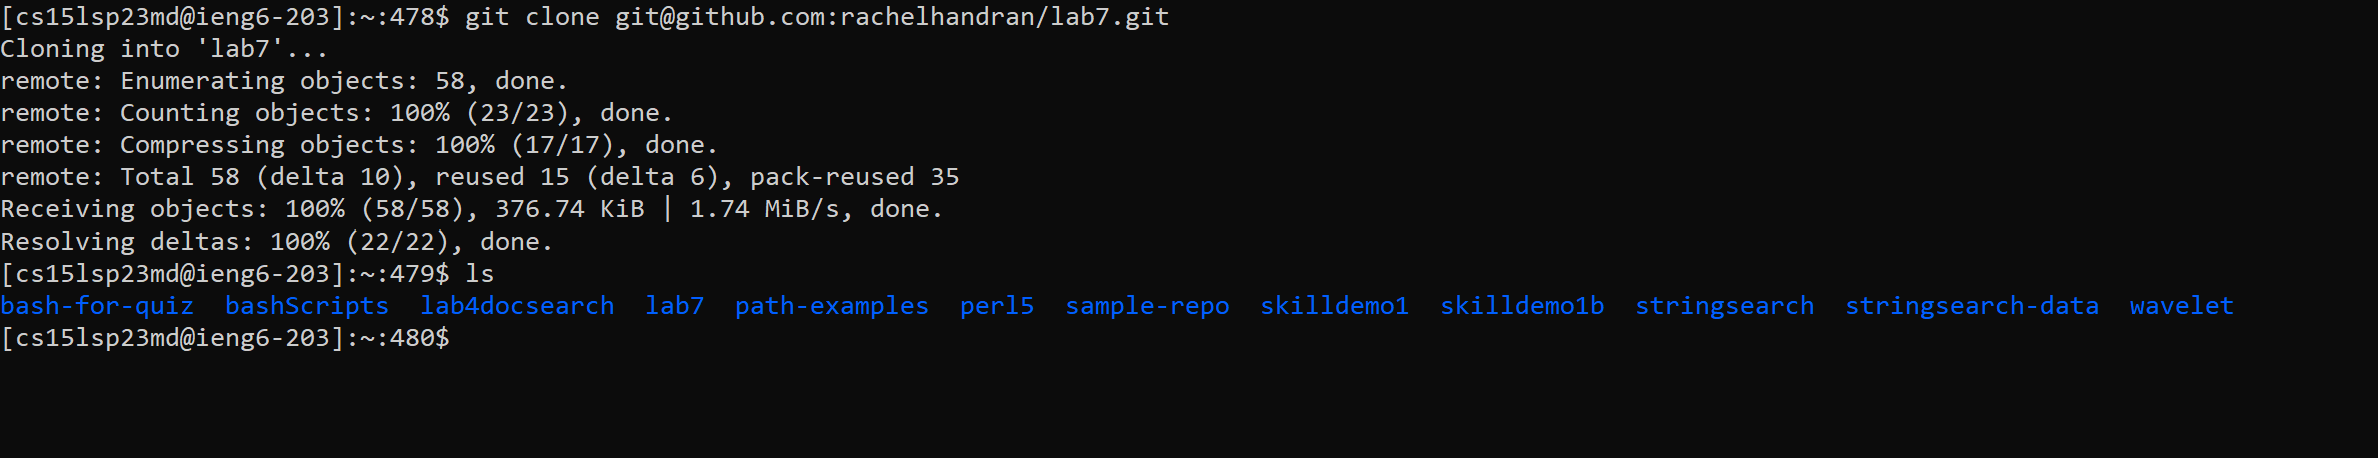 [cs15lsp23md@ieng6-203]:~:478$ git clone git@github.com:rachelhandran/lab7.git
Cloning into 'lab7'...
remote: Enumerating objects: 58, done.
remote: Counting objects: 100% (23/23), done.
remote: Compressing objects: 100% (17/17), done.
remote: Total 58 (delta 10), reused 15 (delta 6), pack-reused 35
Receiving objects: 100% (58/58), 376.74 KiB | 1.74 MiB/s, done.
Resolving deltas: 100% (22/22), done.
[cs15lsp23md@ieng6-203]:~:479$ ls
bash-for-quiz  bashScripts  lab4docsearch  lab7  path-examples  perl5  sample-repo  skilldemo1  skilldemo1b  stringsearch  stringsearch-data  wavelet
[cs15lsp23md@ieng6-203]:~:480$